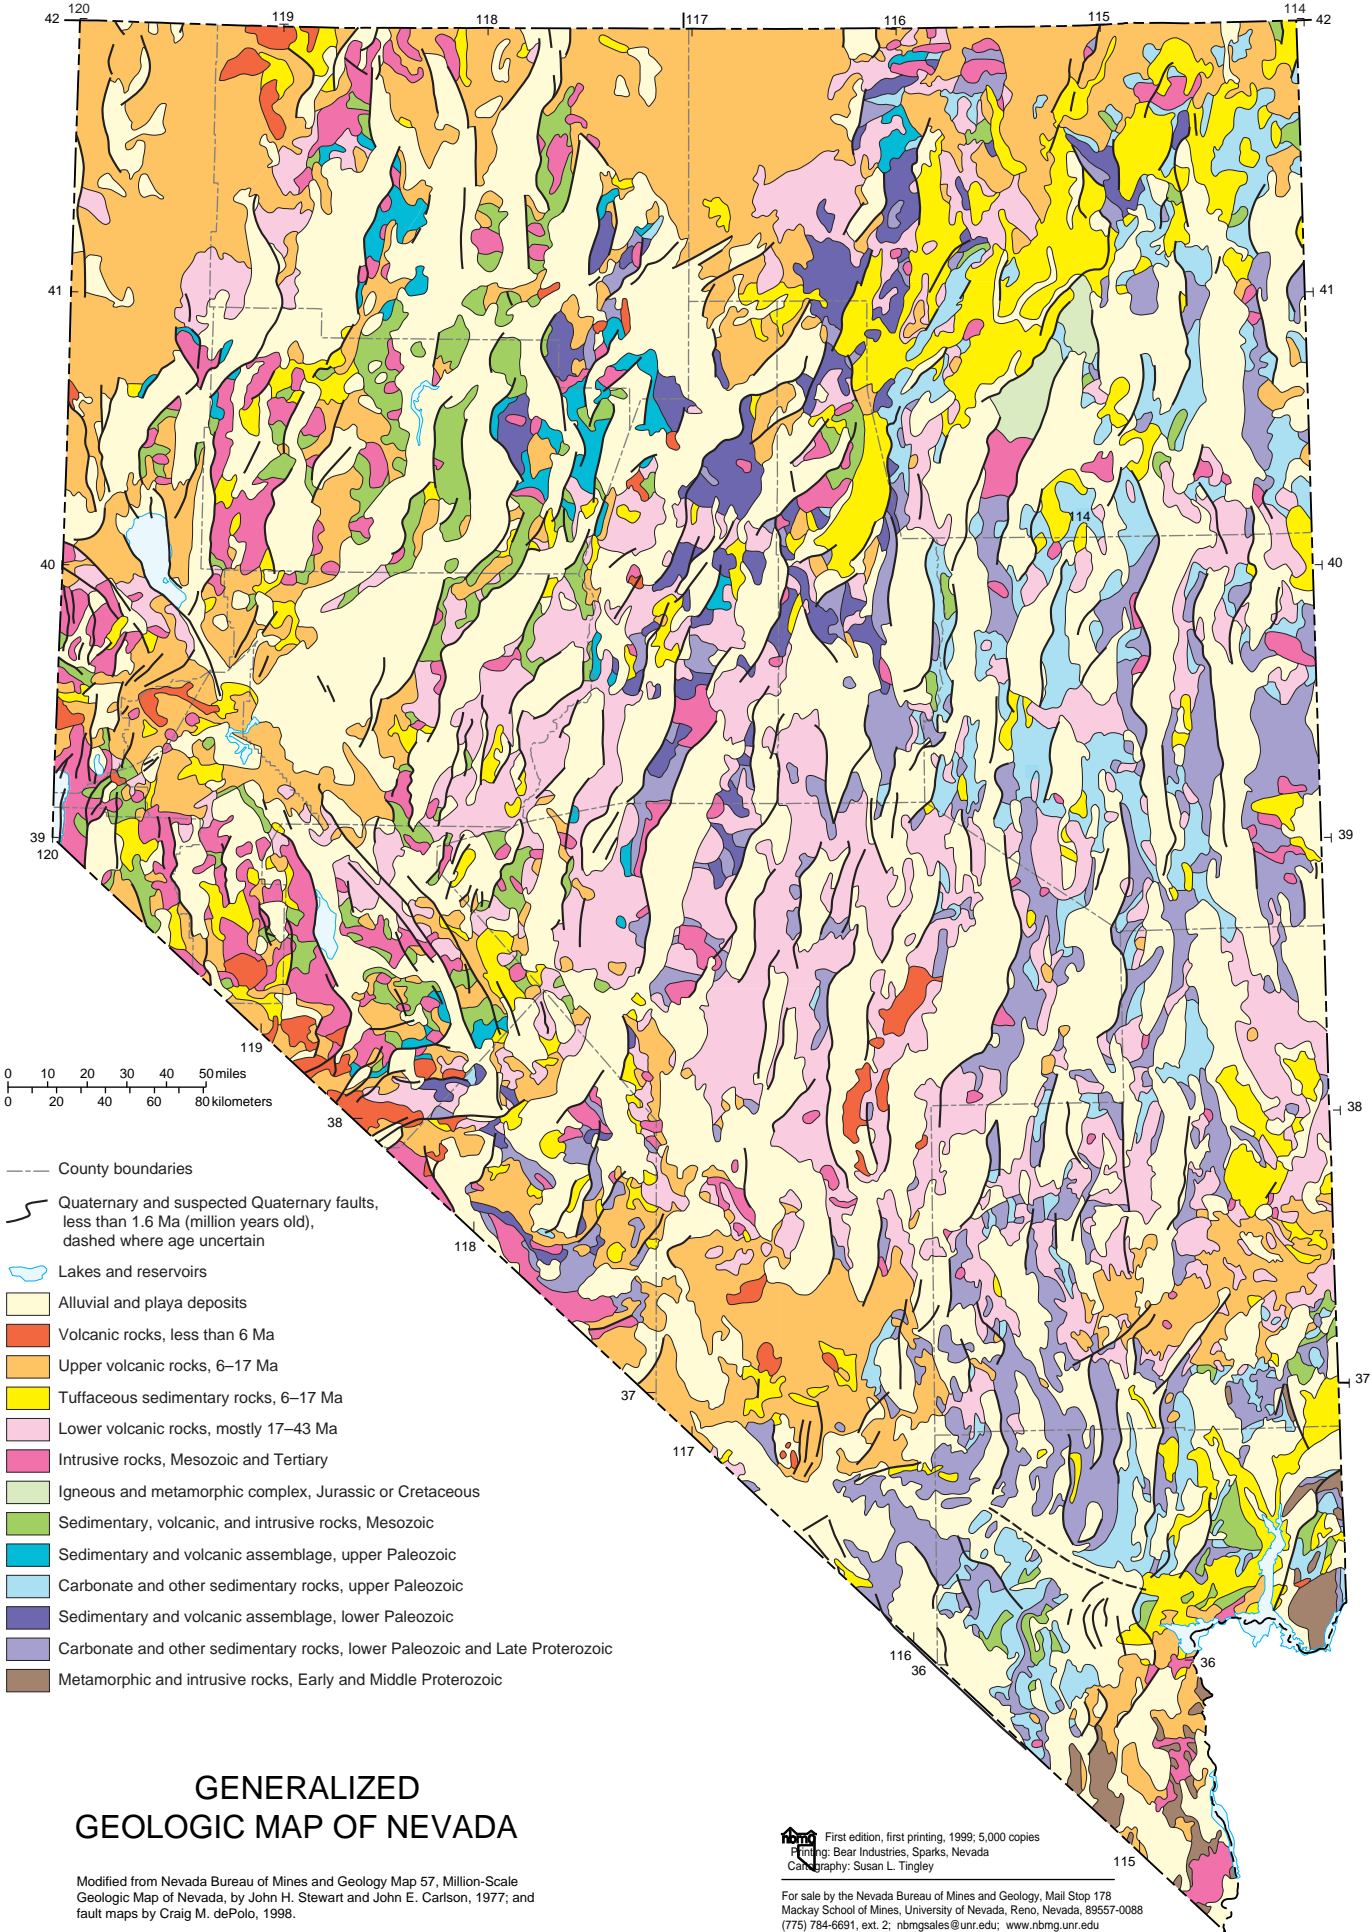 42
120
119
118
117
116
115
114
42
41
41
40
114
40
39
120
39
119
0 10 20 30 40 50 miles
0 20 40 60 80 kilometers
38
38
County boundaries
Quaternary and suspected Quaternary faults,
less than 1.6 Ma (million years old),
dashed where age uncertain
118
Lakes and reservoirs
Alluvial and playa deposits
Volcanic rocks, less than 6 Ma
Upper volcanic rocks, 6–17 Ma
37
37
Tuffaceous sedimentary rocks, 6–17 Ma
Lower volcanic rocks, mostly 17–43 Ma
117
Intrusive rocks, Mesozoic and Tertiary
Igneous and metamorphic complex, Jurassic or Cretaceous
Sedimentary, volcanic, and intrusive rocks, Mesozoic
Sedimentary and volcanic assemblage, upper Paleozoic
Carbonate and other sedimentary rocks, upper Paleozoic
Sedimentary and volcanic assemblage, lower Paleozoic
Carbonate and other sedimentary rocks, lower Paleozoic and Late Proterozoic
116
36
36
Metamorphic and intrusive rocks, Early and Middle Proterozoic
GENERALIZED
GEOLOGIC MAP OF NEVADA
115
nbmg
First edition, first printing, 1999; 5,000 copies
Printing: Bear Industries, Sparks, Nevada
Cartography: Susan L. Tingley
Modified from Nevada Bureau of Mines and Geology Map 57, Million-Scale
Geologic Map of Nevada, by John H. Stewart and John E. Carlson, 1977; and
fault maps by Craig M. dePolo, 1998.
For sale by the Nevada Bureau of Mines and Geology, Mail Stop 178
Mackay School of Mines, University of Nevada, Reno, Nevada, 89557-0088
(775) 784-6691, ext. 2; nbmgsales@unr.edu; www.nbmg.unr.edu